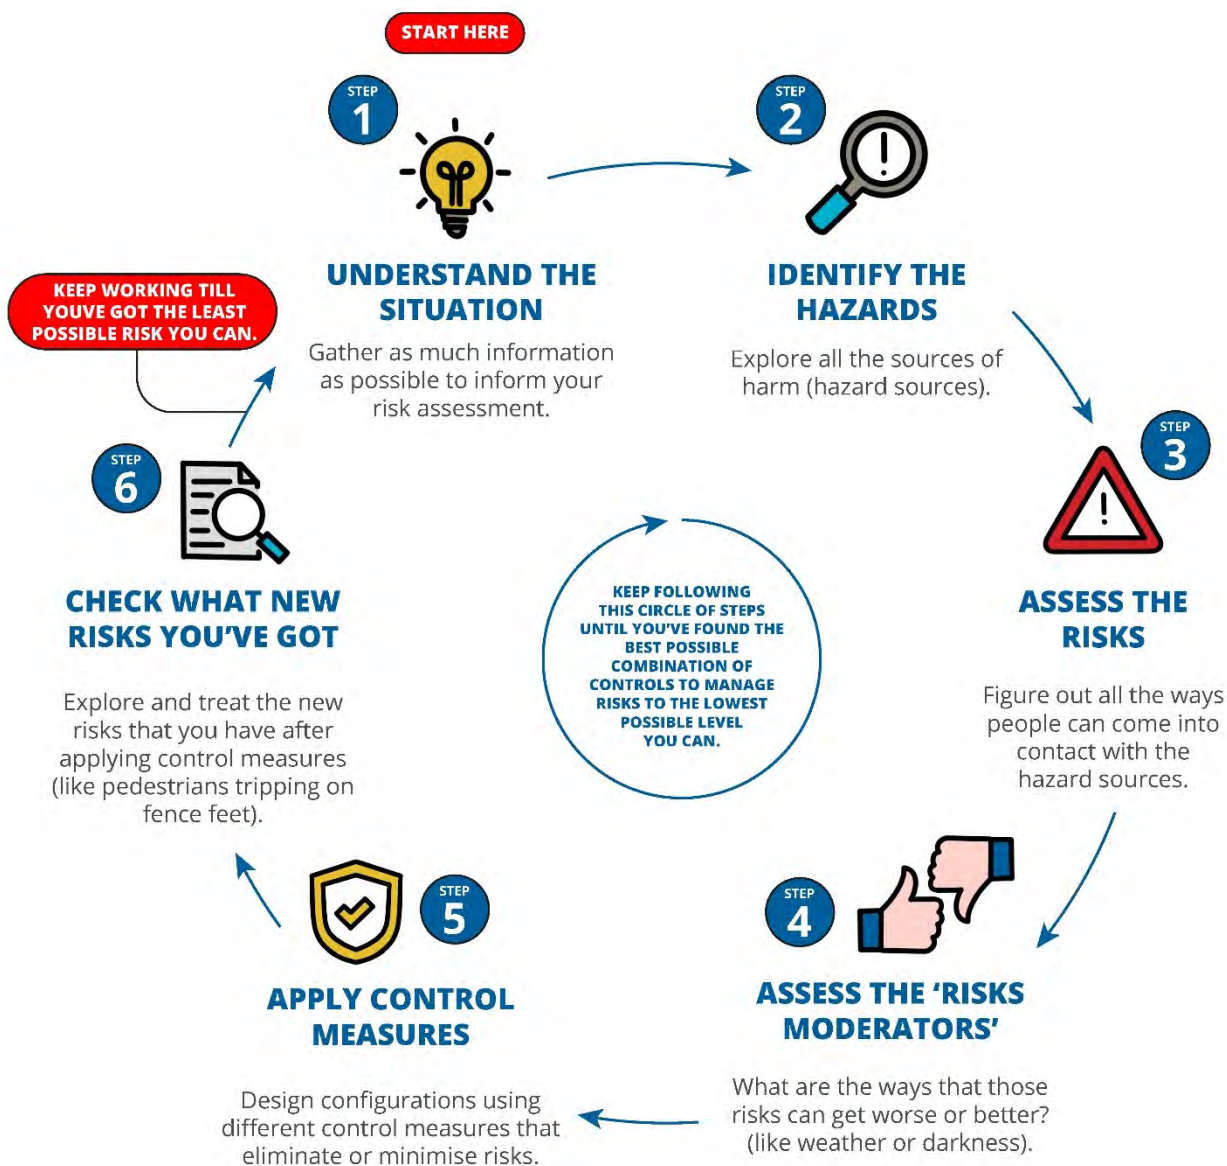 START HERE
STEP
1
UNDERSTAND THE
SITUATION
Gather as much information
as possible to inform your
risk assessment.
STEP
2
IDENTIFY THE
HAZARDS
Explore all the sources of
harm (hazard sources).
STEP
3
ASSESS THE
RISKS
Figure out all the ways
people can come into
contact with the
hazard sources.
STEP
4
ASSESS THE ‘RISKS
MODERATORS’
What are the ways that those
risks can get worse or better?
(like weather or darkness).
STEP
5
APPLY CONTROL
MEASURES
Design configurations using
different control measures that
eliminate or minimise risks.
STEP
6
CHECK WHAT NEW
RISKS YOU’VE GOT
Explore and treat the new
risks that you have after
applying control measures
(like pedestrians tripping on
fence feet).
KEEP WORKING TILL
YOUVE GOT THE LEAST
POSSIBLE RISK YOU CAN.
KEEP FOLLOWING
THIS CIRCLE OF STEPS
UNTIL YOU’VE FOUND THE
BEST POSSIBLE
COMBINATION OF
CONTROLS TO MANAGE
RISKS TO THE LOWEST
POSSIBLE LEVEL
YOU CAN.